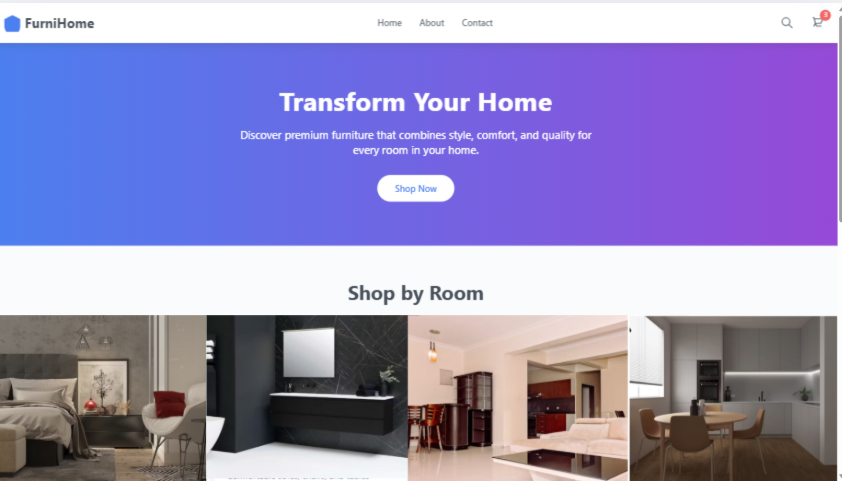 FurniHome
Home About Contact
3
Transform Your Home
Discover premium furniture that combines style, comfort, and quality for
every room in your home.
Shop Now
Shop by Room